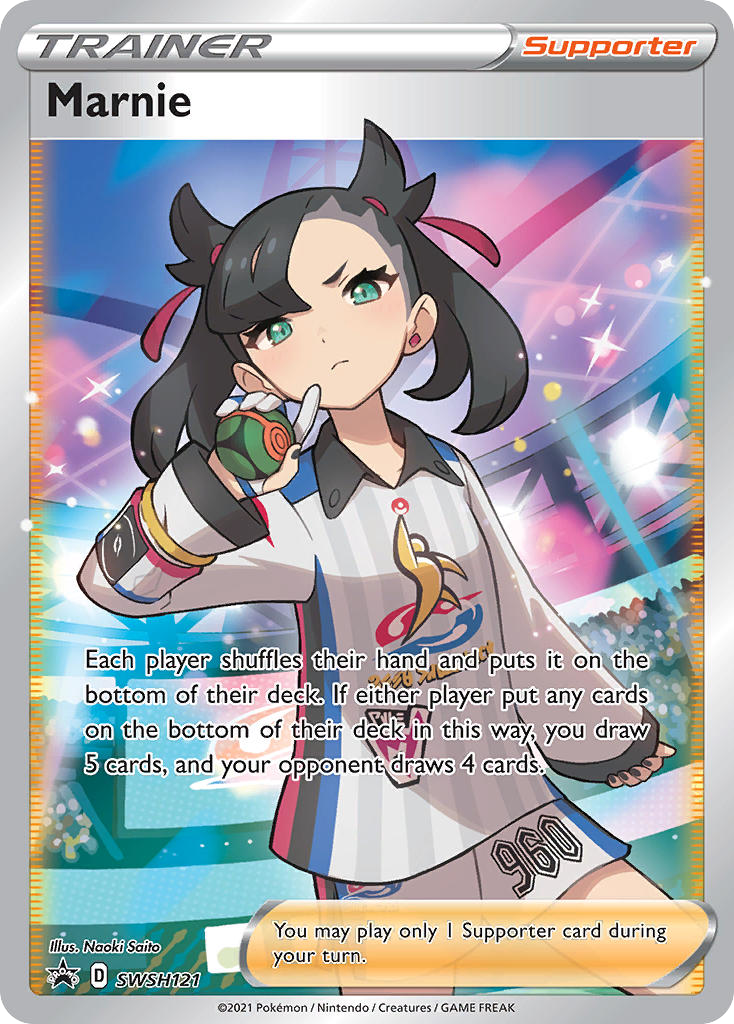 TRAINER
Supporter
Marnie
Each player shuffles their hand and puts it on the
bottom of their deck. If either player put any cards
on the bottom of their deck in this way, you draw
5 cards, and your opponent draws 4 cards.
960
You may play only 1 Supporter card during
your turn.
Illus. Naoki Saito
PROMO
D
SWSH121
©2021 Pokémon / Nintendo / Creatures / GAME FREAK